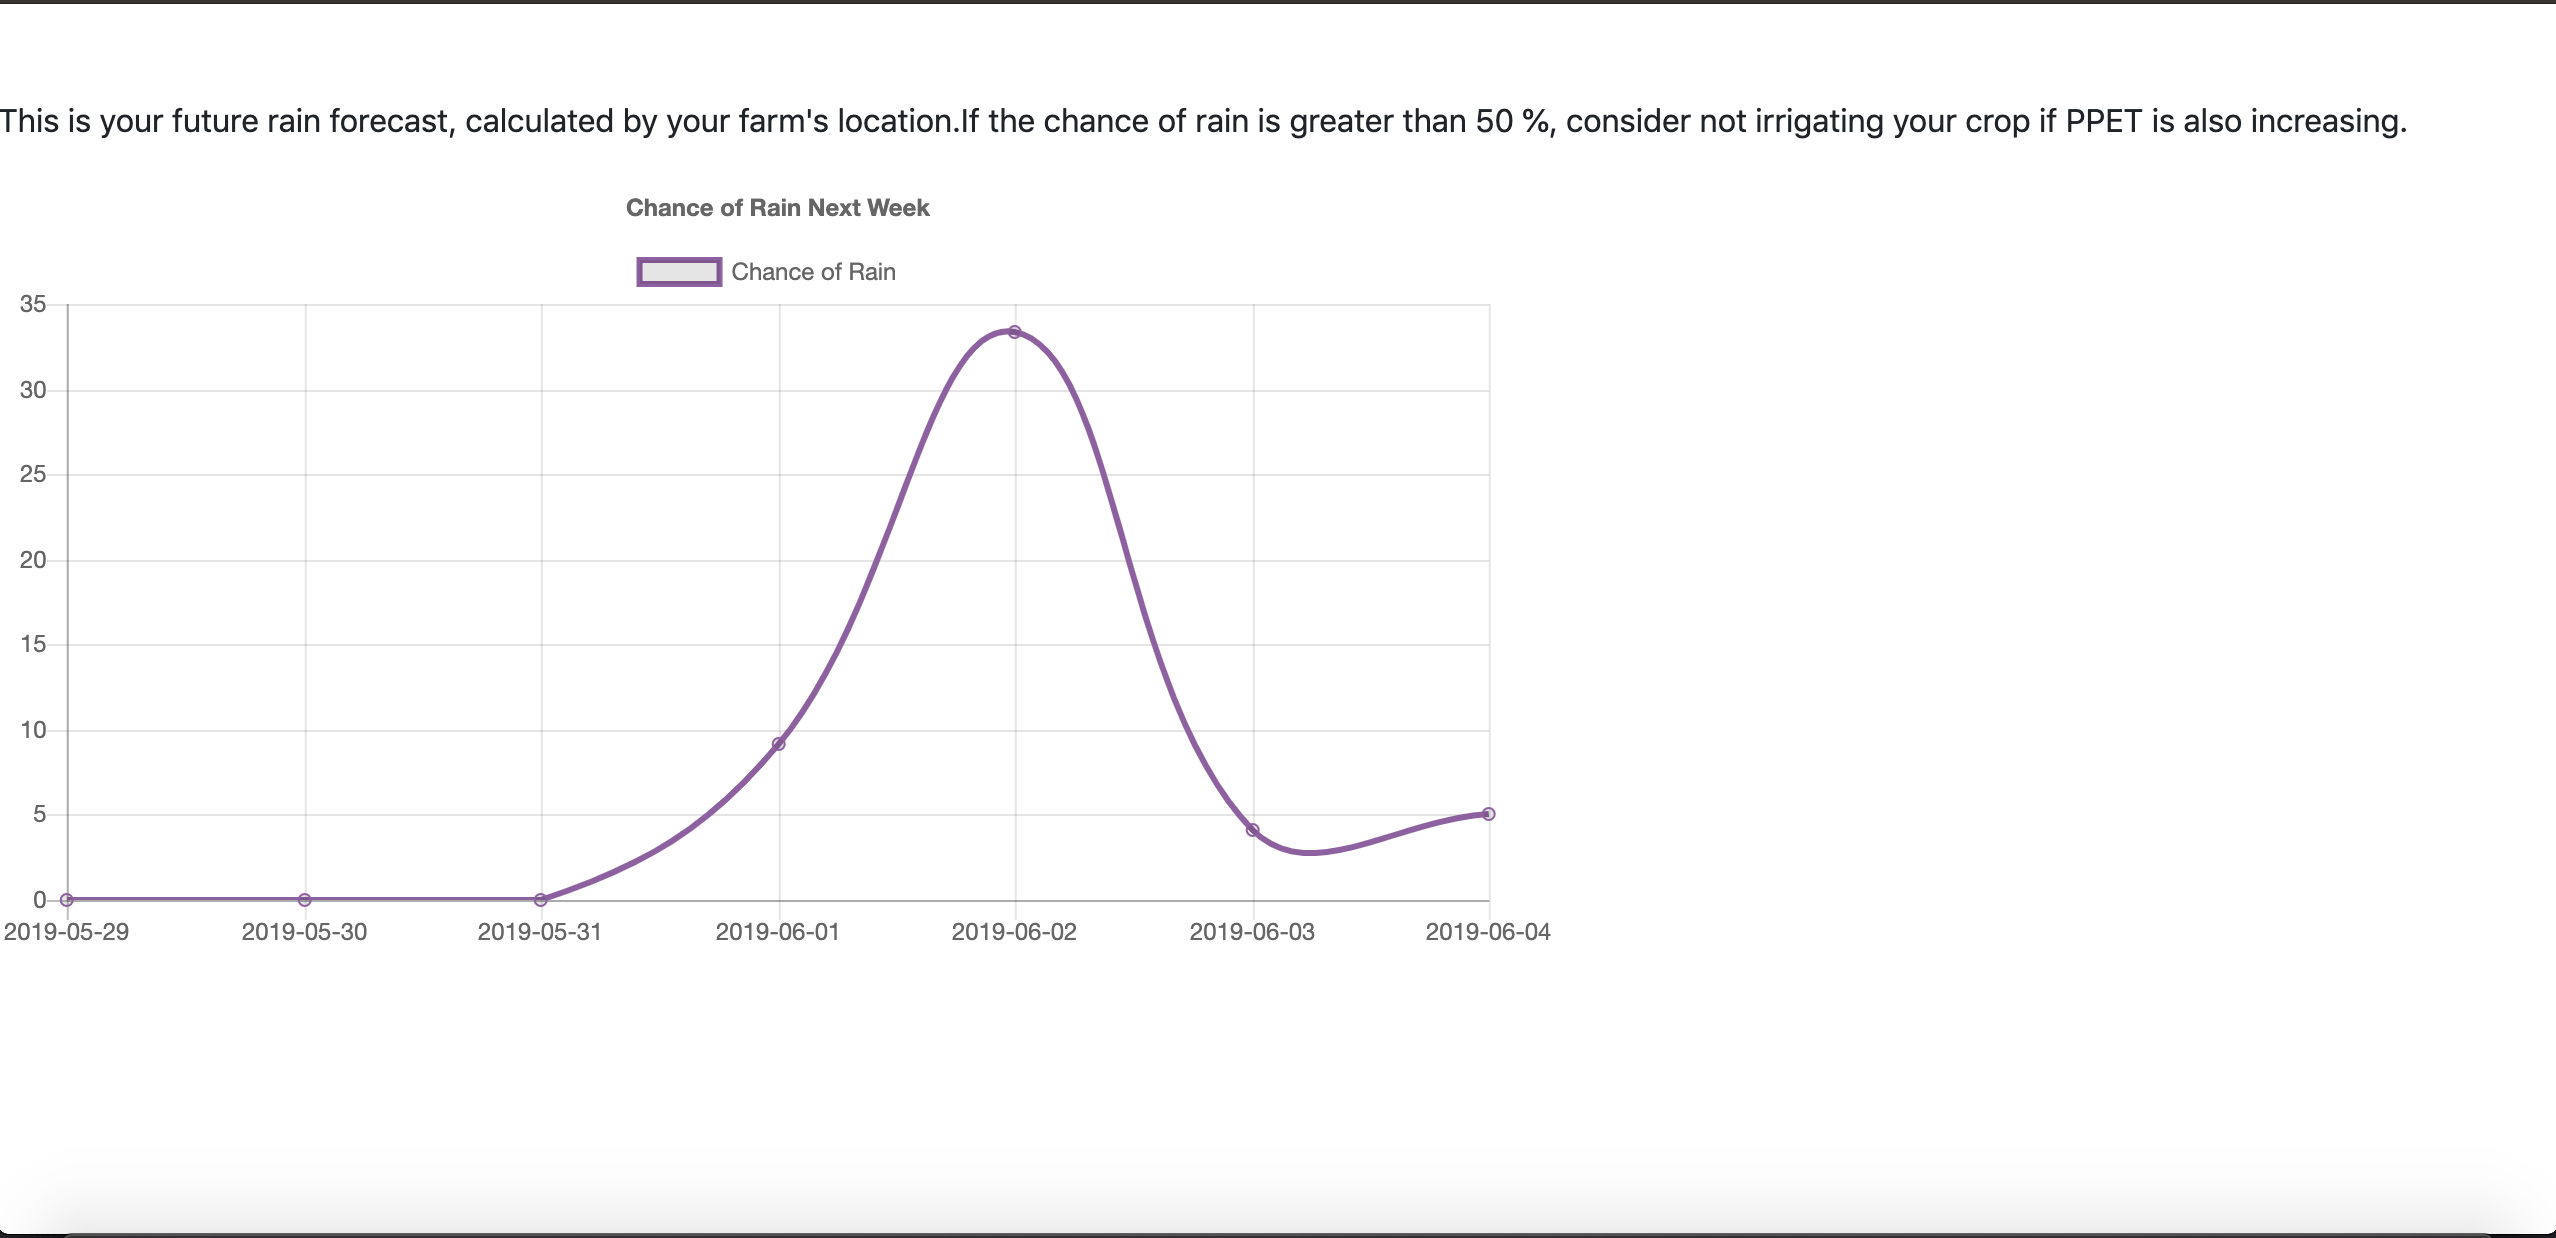 This is your future rain forecast, calculated by your farm's location.If the chance of rain is greater than 50 %, consider not irrigating your crop if PPET is also increasing.
Chance of Rain Next Week
Chance of Rain
35
30
25
20
15
10
5
0
2019-05-29 2019-05-30 2019-05-31 2019-06-01 2019-06-02 2019-06-03 2019-06-04